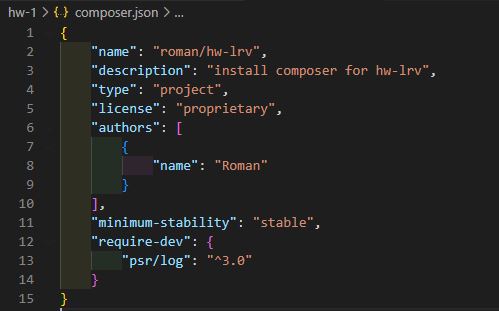 hw-1 > {} composer.json > ...
1 {
2 "name": "roman/hw-lrv",
3 "description": "install composer for hw-lrv",
4 "type": "project",
5 "license": "proprietary",
6 "authors": [
7 {
8 "name": "Roman"
9 }
10 ],
11 "minimum-stability": "stable",
12 "require-dev": {
13 "psr/log": "^3.0"
14 }
15 }